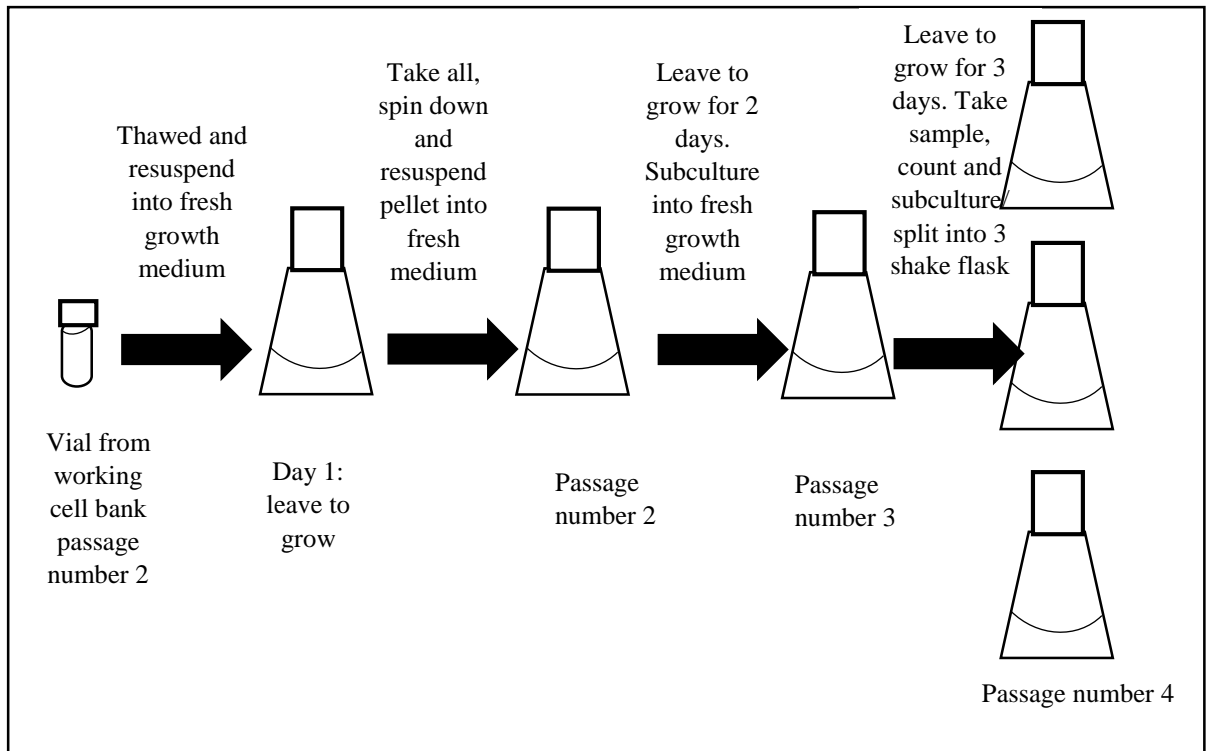 Thawed and
resuspend
into fresh
growth
medium
Take all,
spin down
and
resuspend
pellet into
fresh
medium
Leave to
grow for 2
days.
Subculture
into fresh
growth
medium
Leave to
grow for 3
days. Take
sample,
count and
subculture/
split into 3
shake flask
Vial from
working
cell bank
passage
number 2
Day 1:
leave to
grow
Passage
number 2
Passage
number 3
Passage number 4